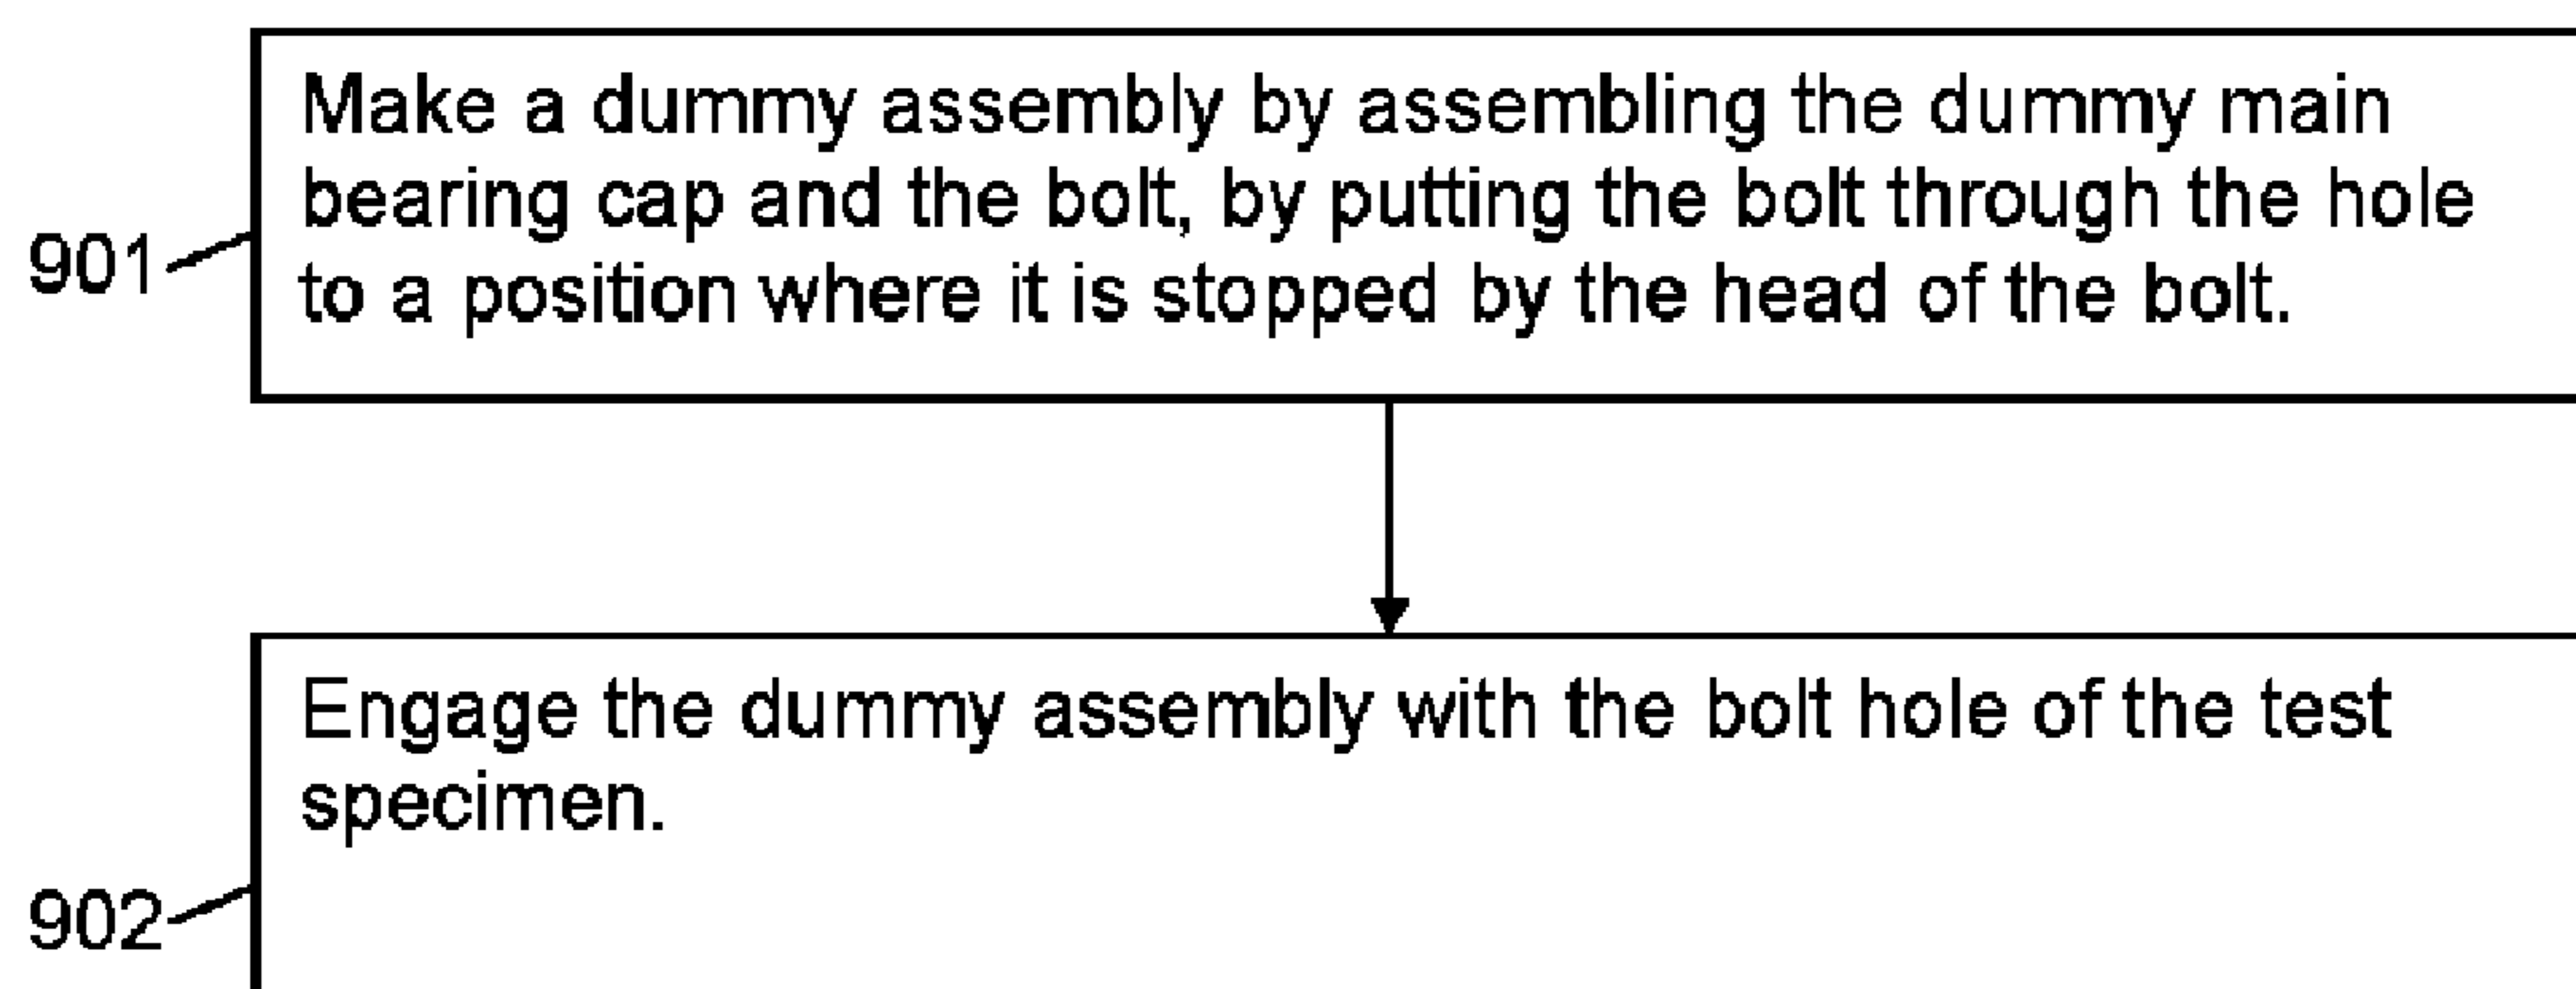 Make a dummy assembly by assembling the dummy main
bearing cap and the bolt, by putting the bolt through the hole
901
to a position where it is stopped by the head of the bolt.
Engage the dummy assembly with the bolt hole of the test
specimen.
902